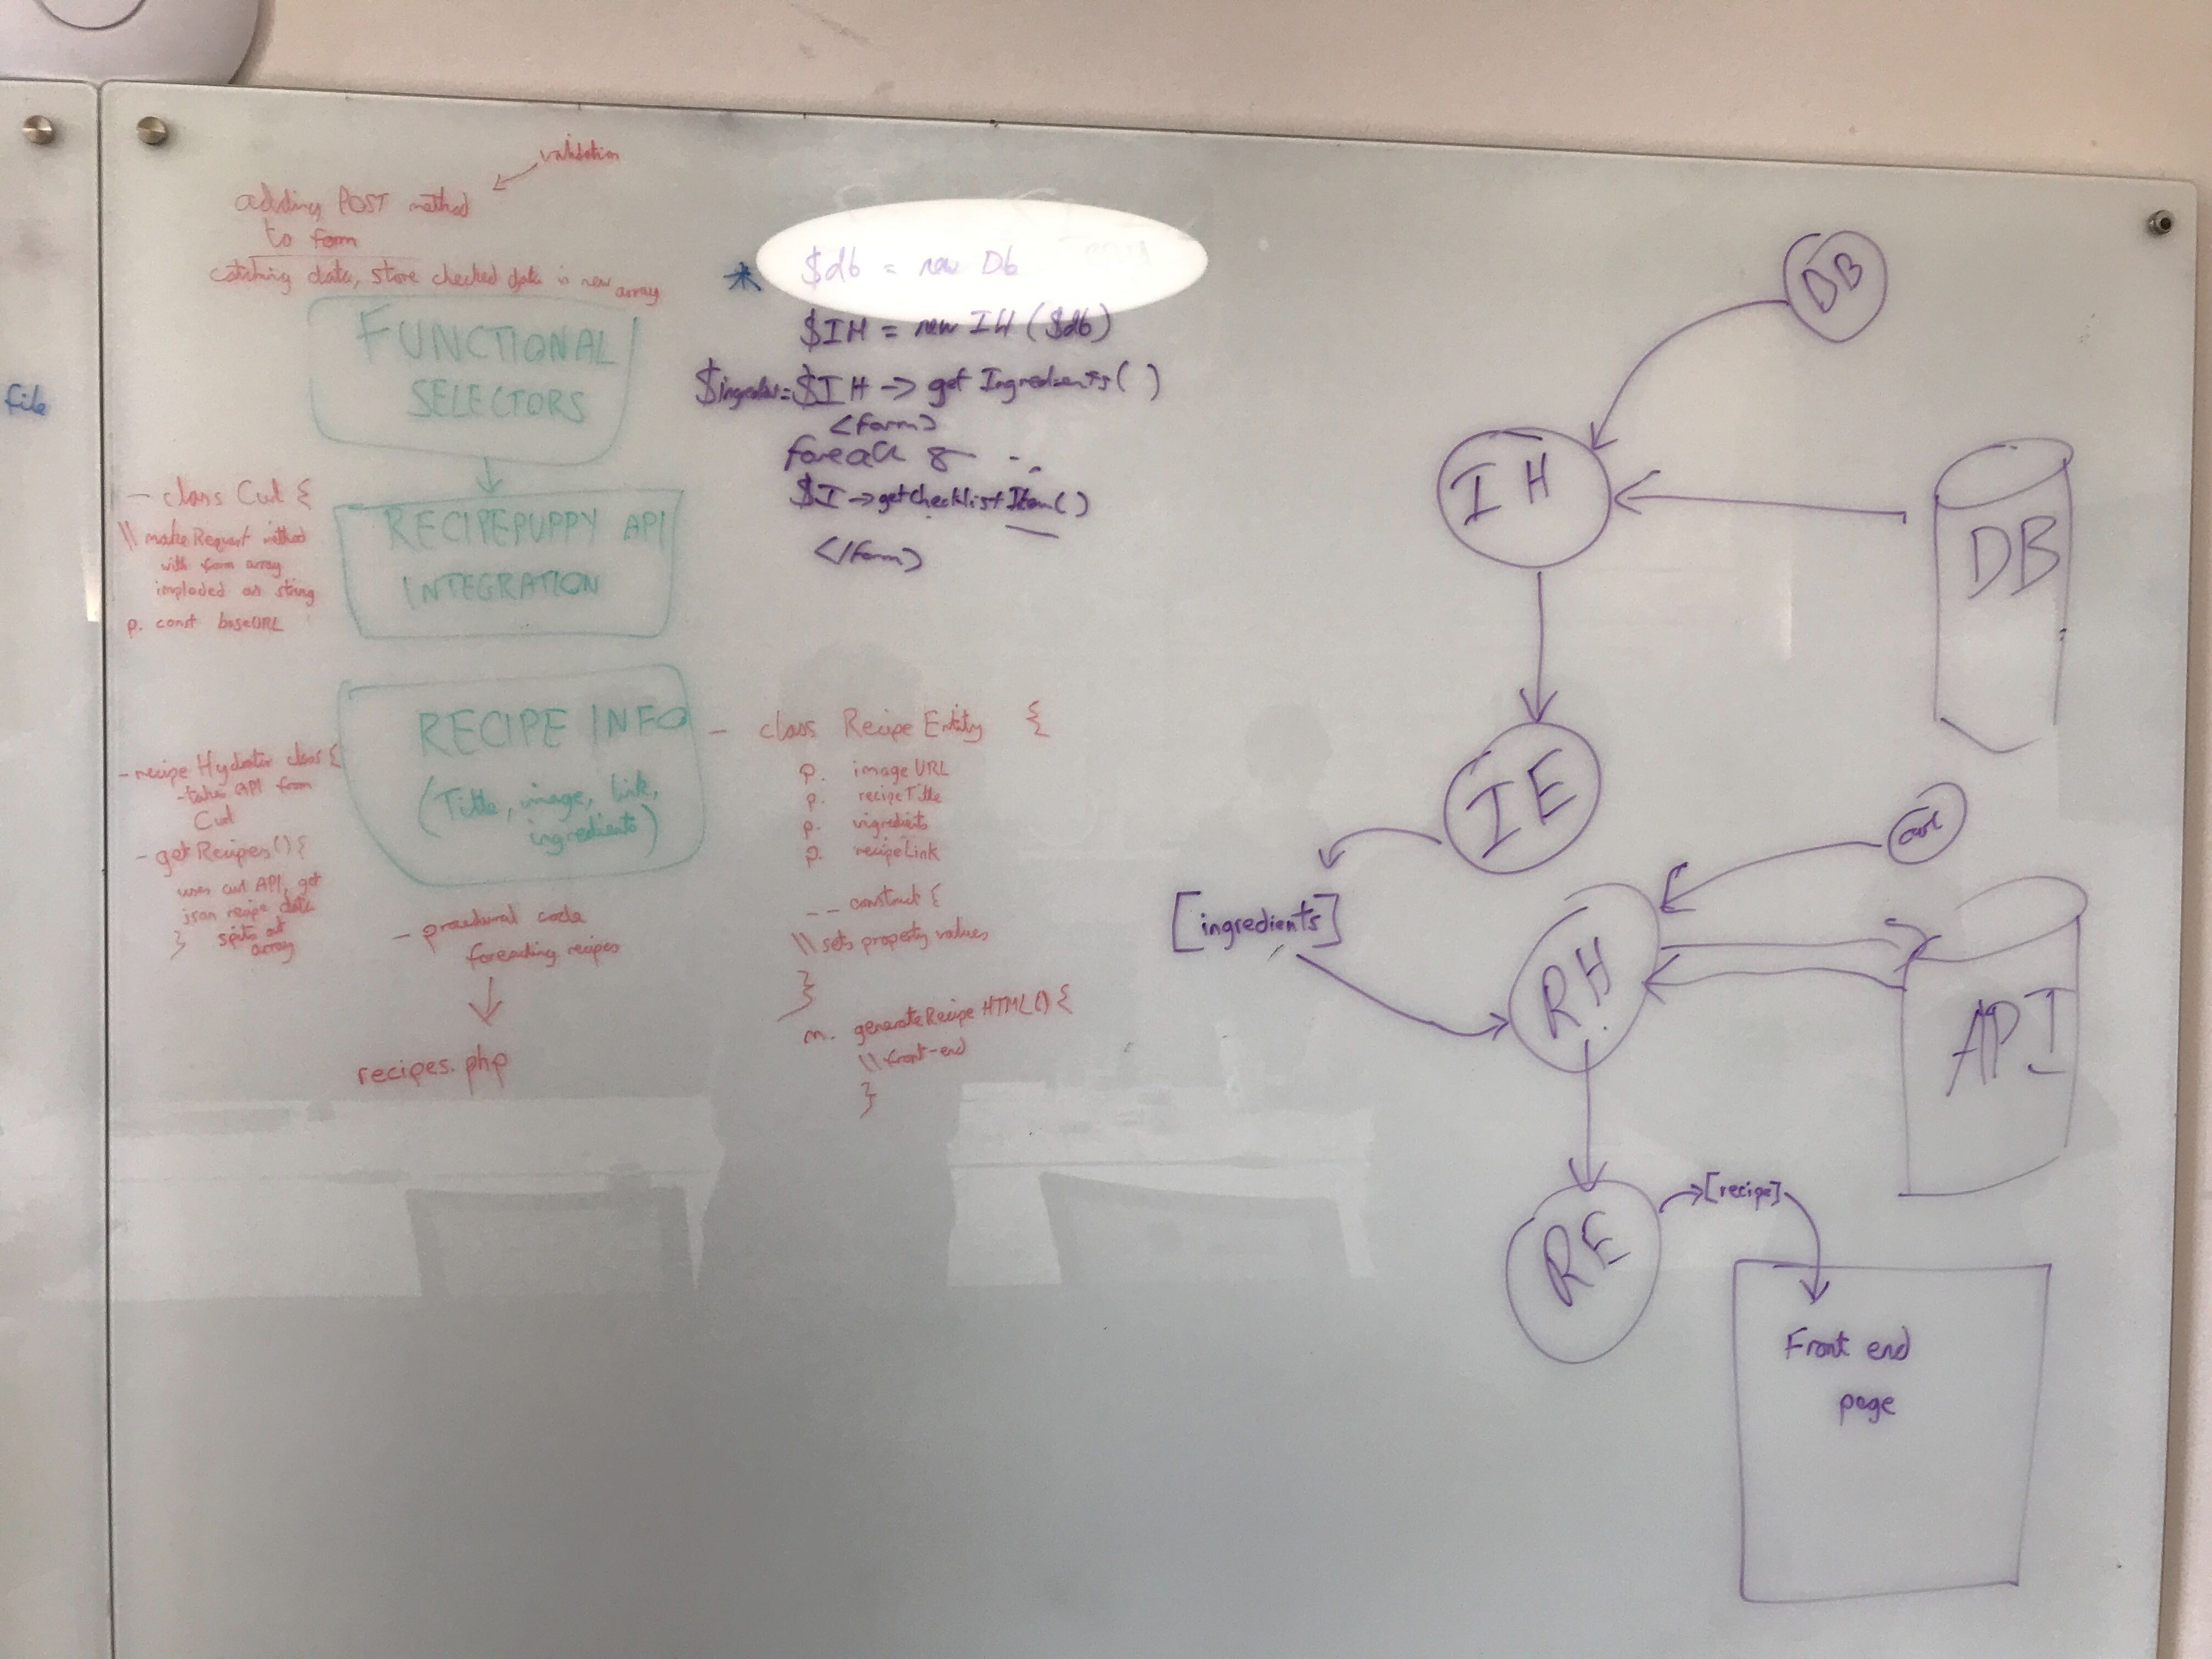 validation
adding POST method
to form
catching data, store checked data in new array
FUNCTIONAL
SELECTORS
file
- class Curl {
\\ makeRequest method
with form array
imploded as string
p. const baseURL
RECIPEPUPPY API
INTEGRATION
- recipe Hydrator class {
- takes API from
Curl
- getRecipes() {
uses curl API, get
json recipe data
spits out
array
}
RECIPE INFO
(Title, image, link,
ingredients)
- procedural code
foreaching recipes
recipes.php
* $db = new Db
$IH = new IH ($db)
= $IH -> get Ingredients( )
<form>
foreach
$I -> getChecklistItem( )
</form>
- class Recipe Entity {
p. imageURL
p. recipeTitle
p. ingredients
p. recipeLink
__ construct {
\\ sets property values
}
m. generateRecipeHTML() {
\\ front-end
}
DB
IH
DB
IE
curl
[ingredients]
RH
API
RE
[recipe]
Front end
page